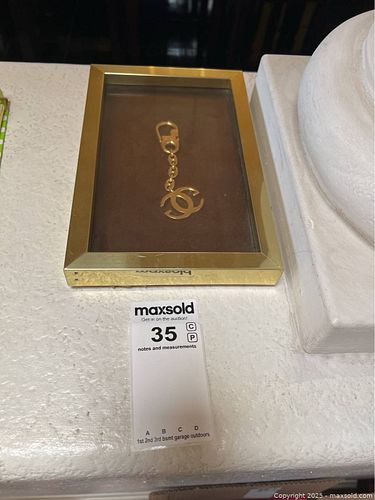 maxsold
Get in on the auction!
35 C
P
notes and measurements
A B C D
1st 2nd 3rd bsmt garage outdoors
Copyright 2025 - maxsold.com